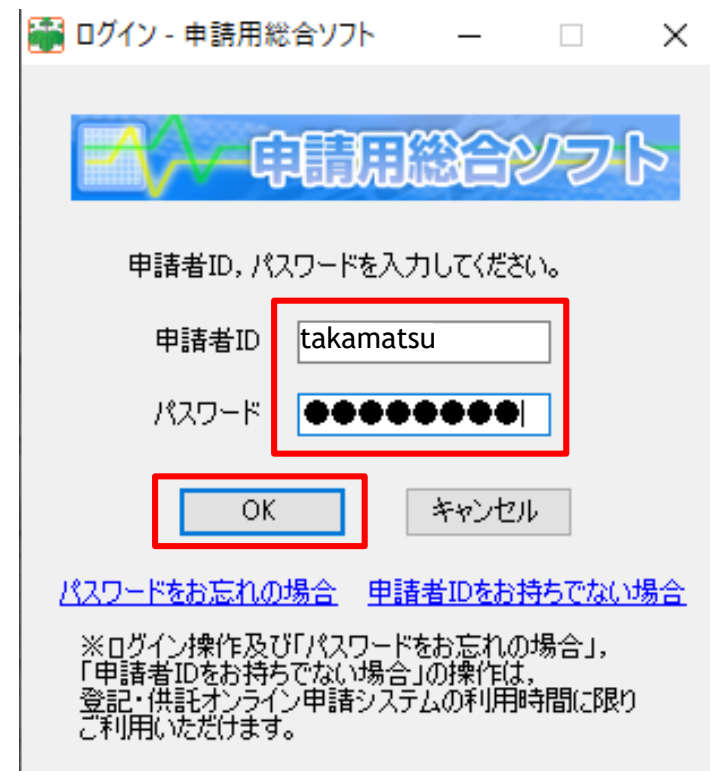 ログイン - 申請用総合ソフト
申請用総合ソフト
申請者ID，パスワードを入力してください。
申請者ID takamatsu
パスワード ●●●●●●●●
OK キャンセル
パスワードをお忘れの場合 申請者IDをお持ちでない場合
※ログイン操作及び「パスワードをお忘れの場合」，
「申請者IDをお持ちでない場合」の操作は，
登記・供託オンライン申請システムの利用時間に限り
ご利用いただけます。